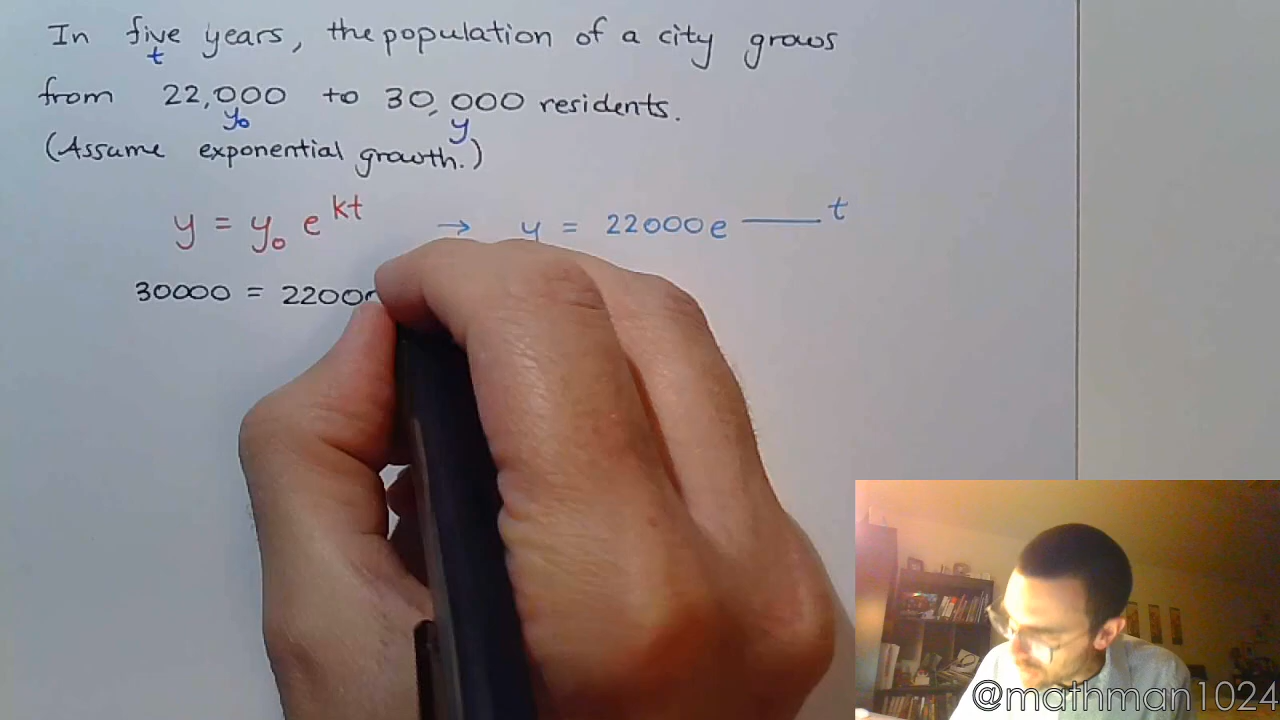 In five years, the population of a city grows
t
from 22,000 to 30,000 residents.
y₀ y
(Assume exponential growth.)
y = y₀ e^kt → y = 22000e ____ t
30000 = 2200
@mathman1024